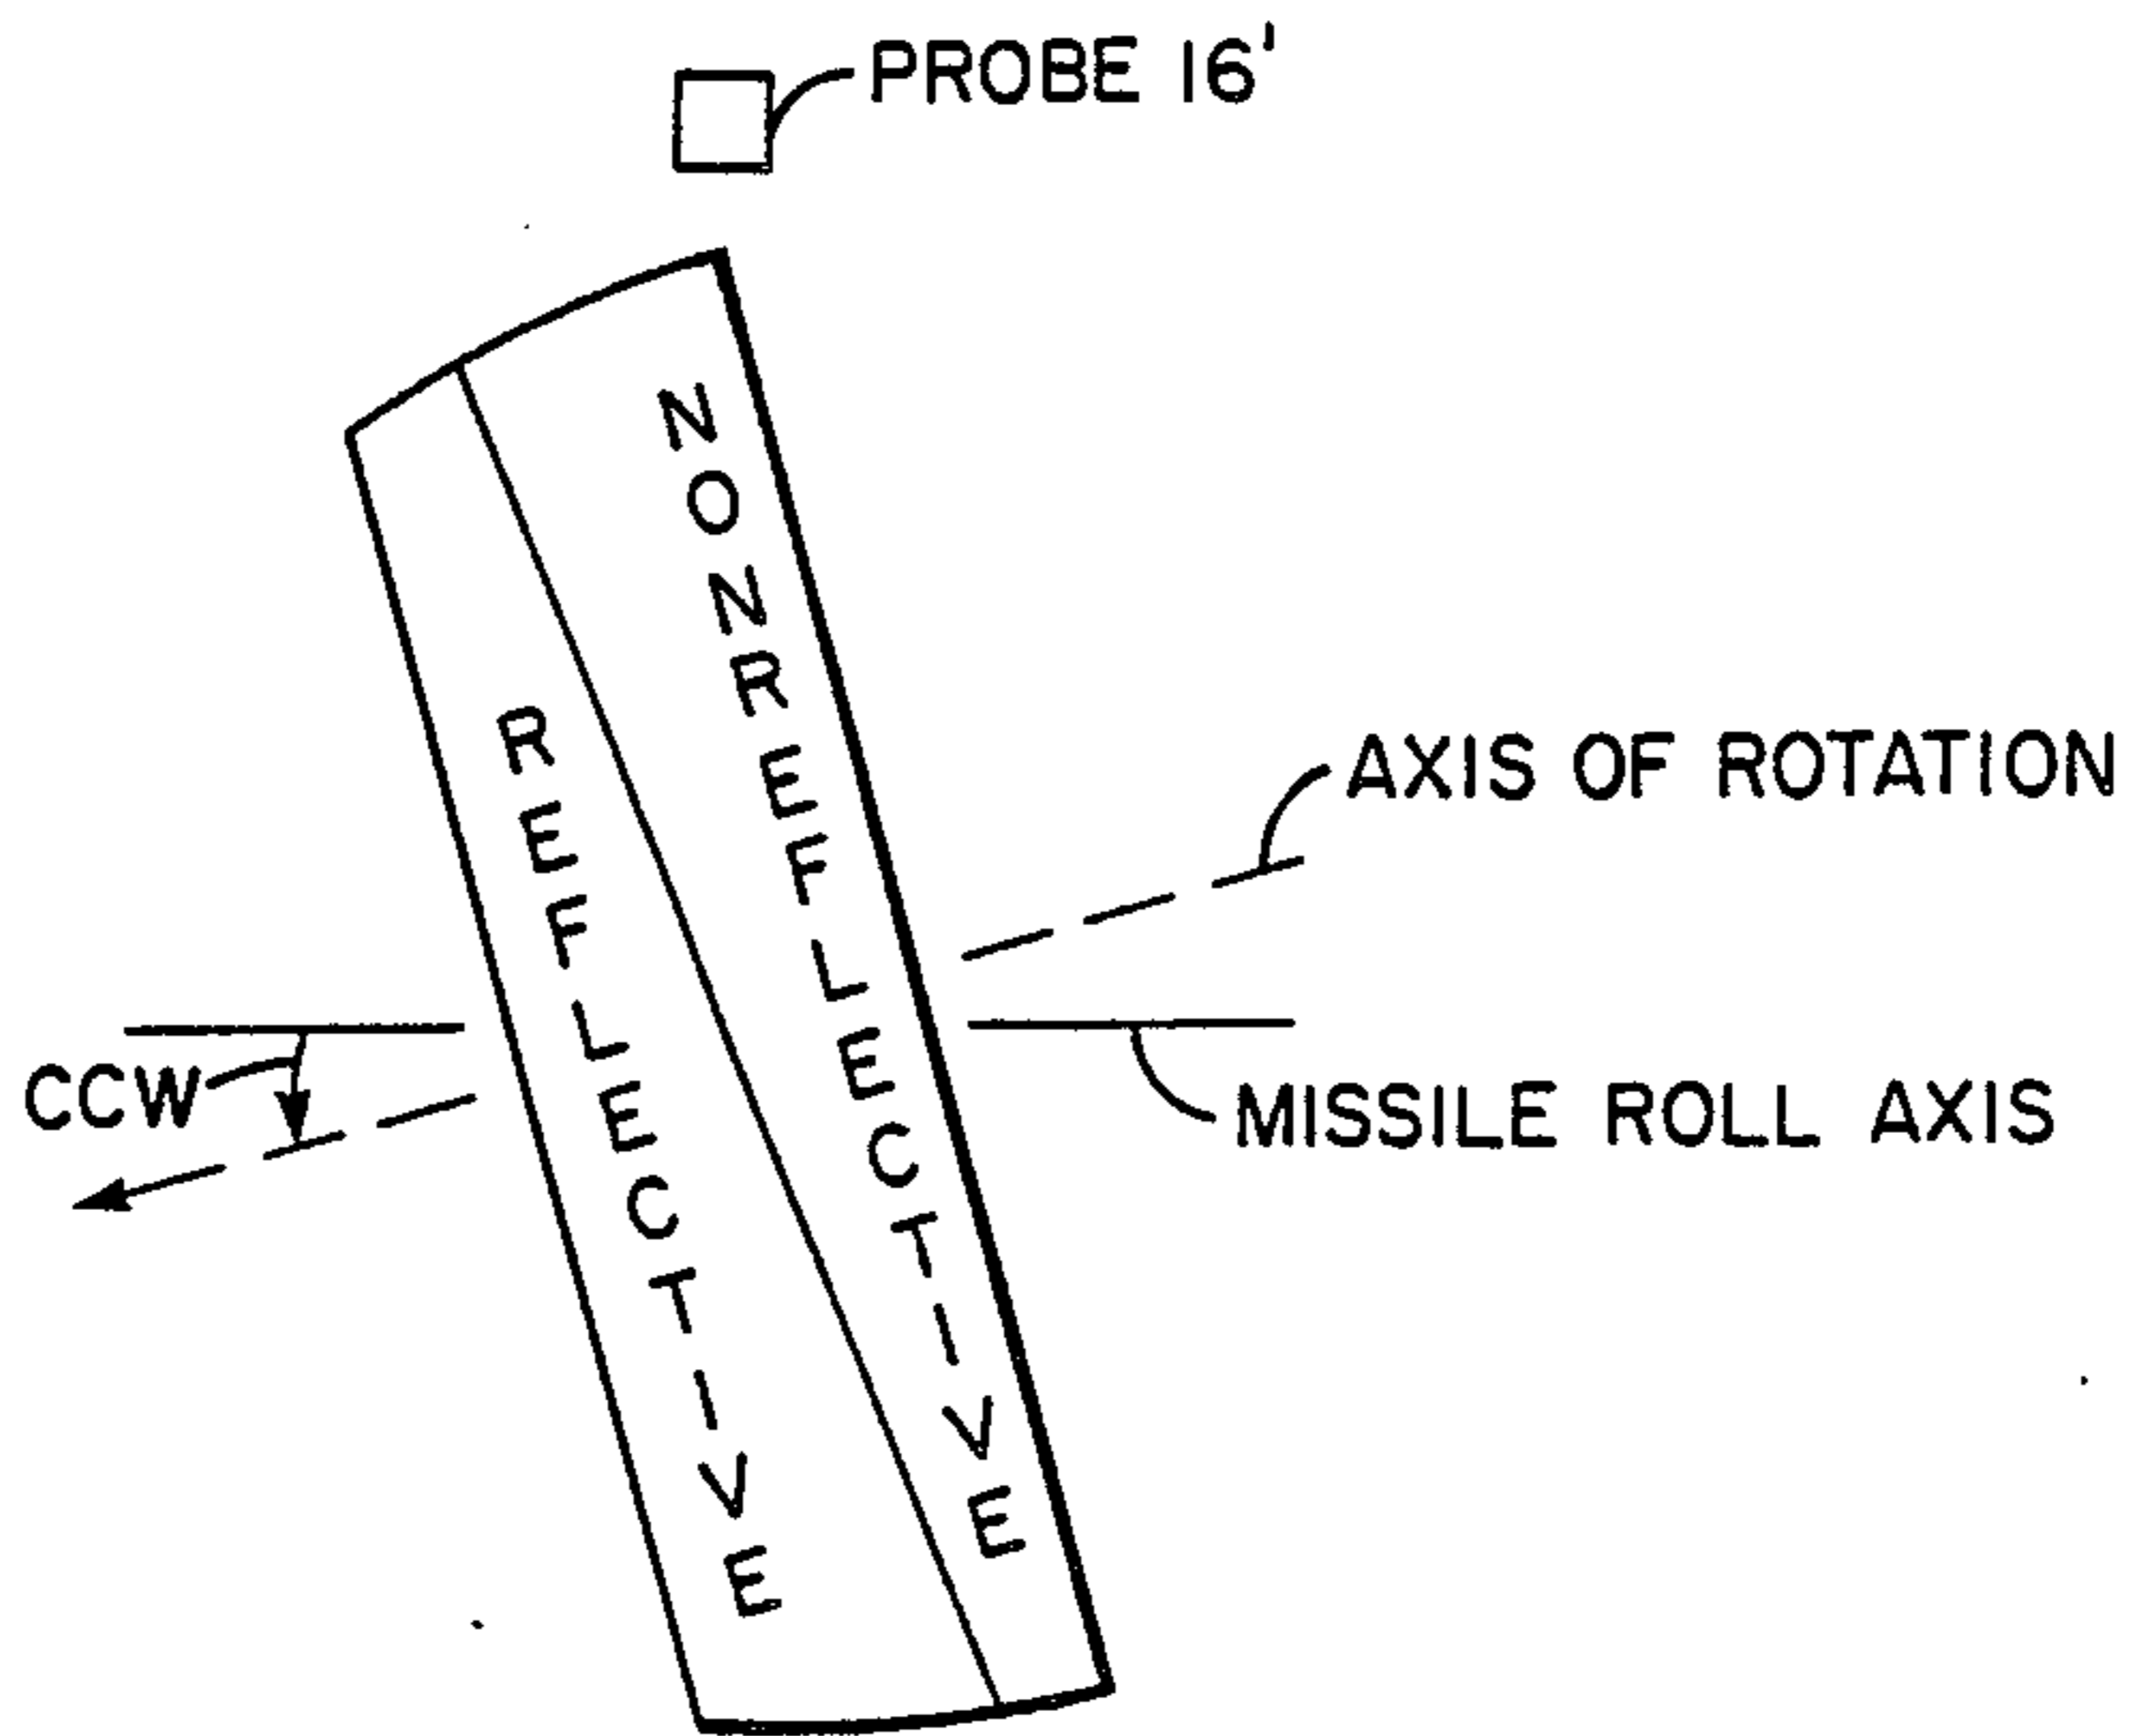 PROBE 16'
NONREFLECTIVE
REFLECTIVE
AXIS OF ROTATION
CCW
MISSILE ROLL AXIS